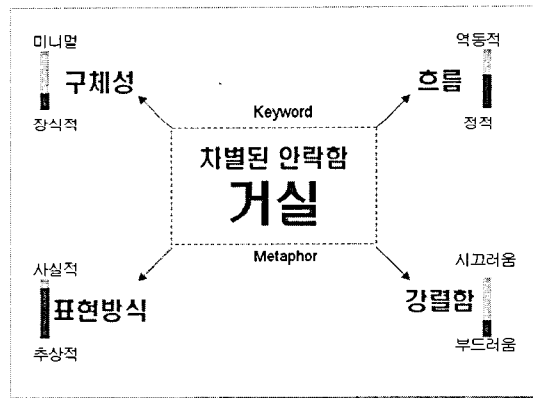 미니멀
구체성
장식적
역동적
흐름
정적
Keyword
차별된 안락함
거실
Metaphor
사실적
표현방식
추상적
시끄러움
강렬함
부드러움